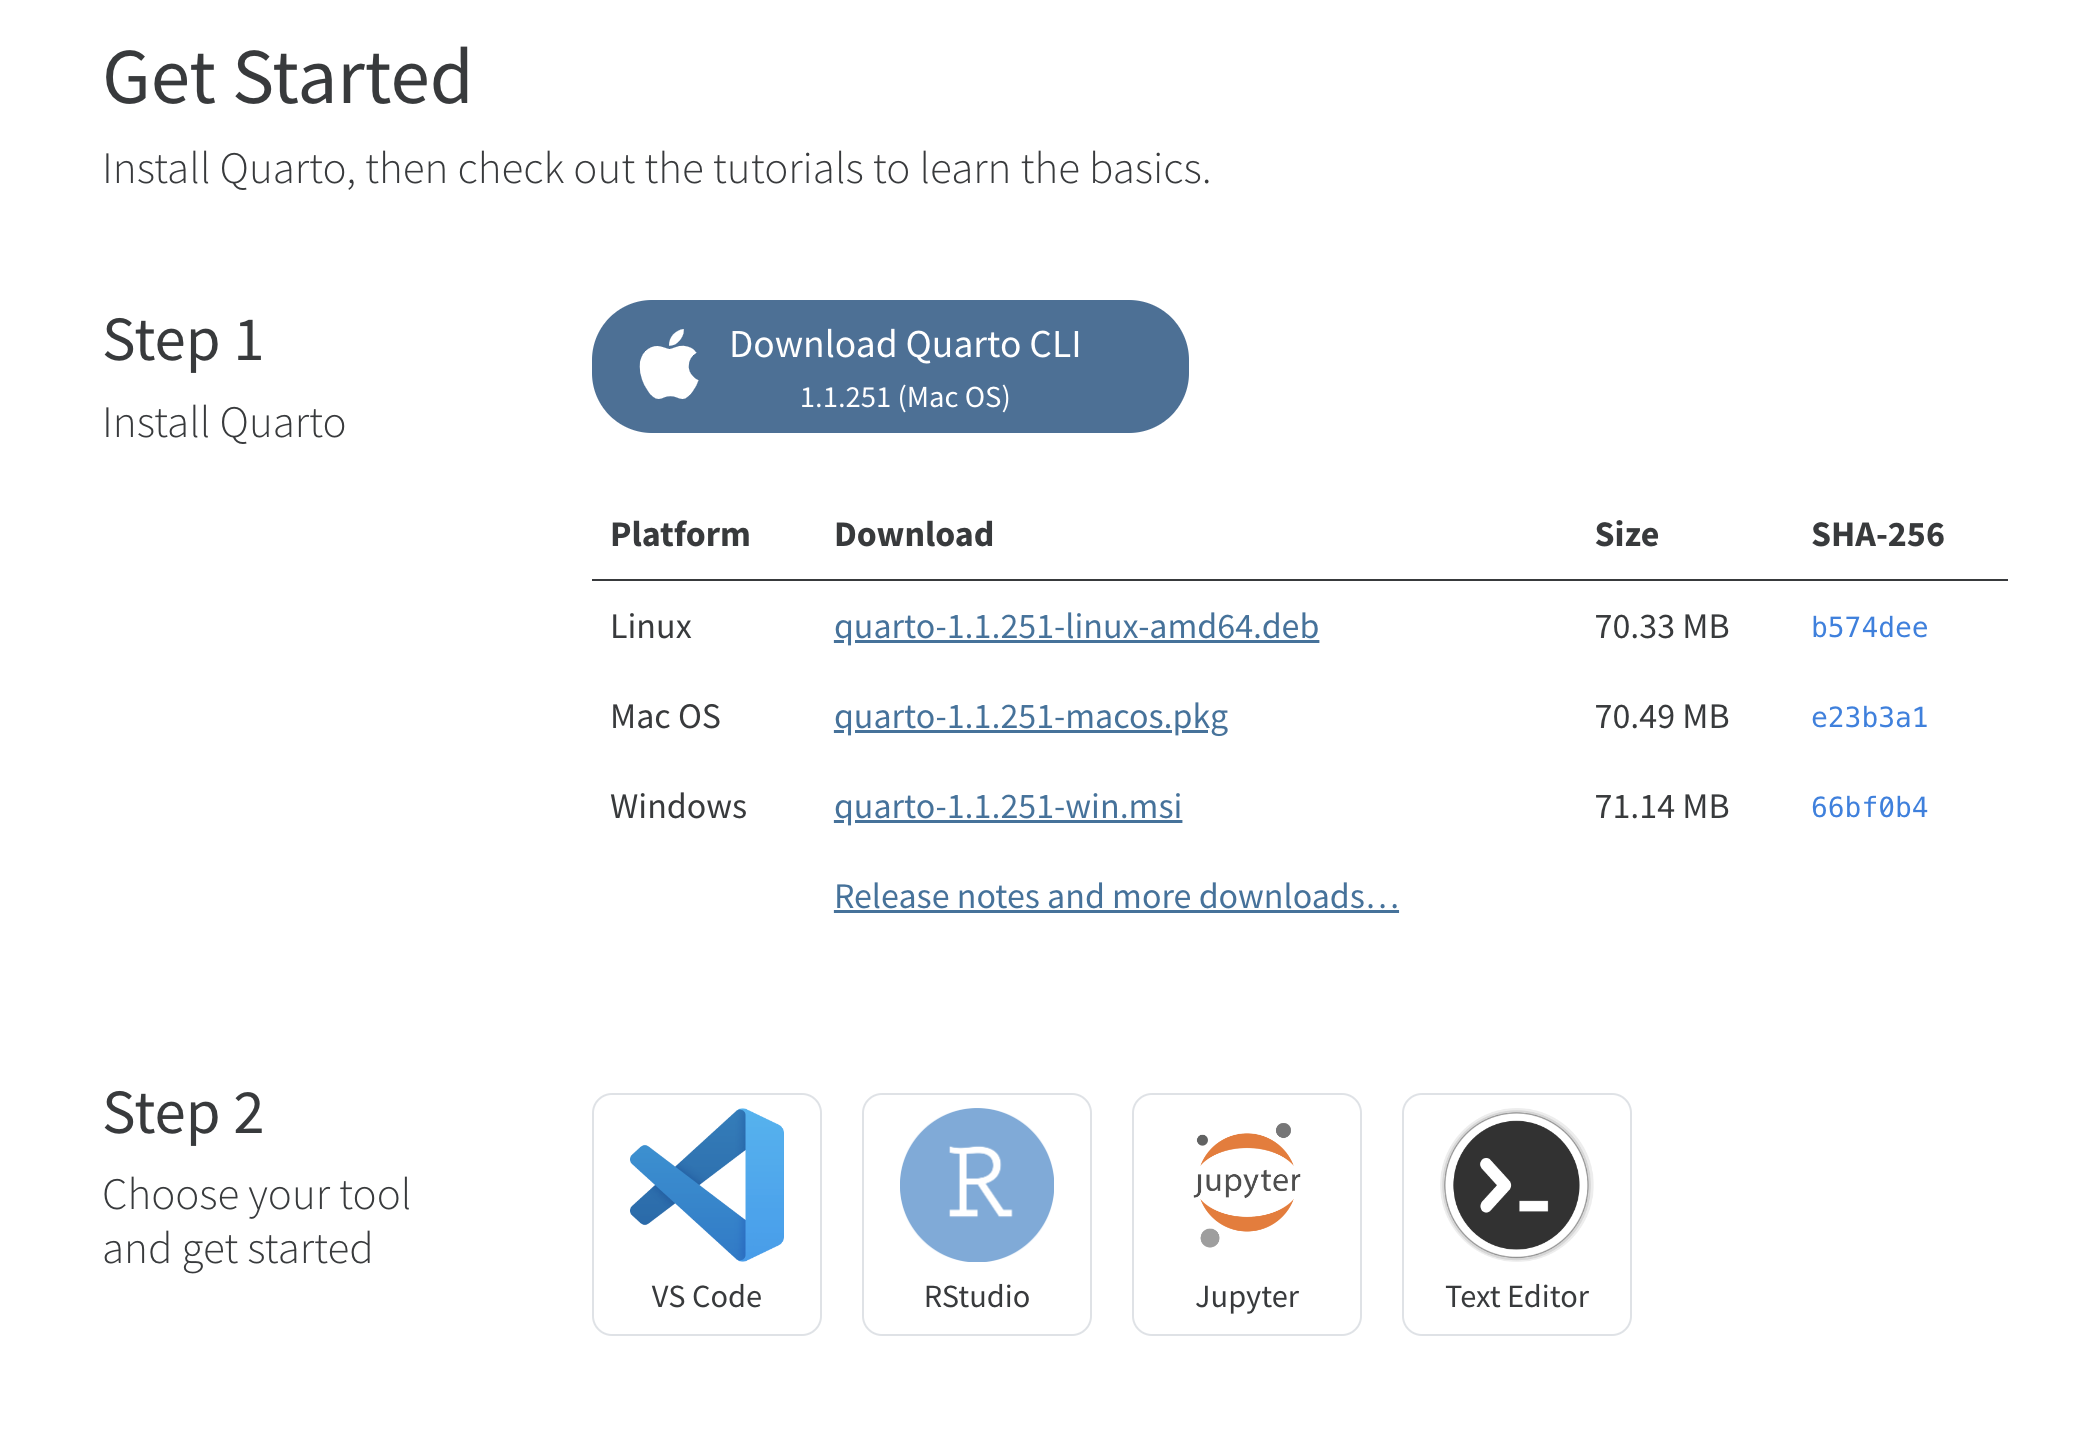 Get Started
Install Quarto, then check out the tutorials to learn the basics.
Step 1
Install Quarto
Download Quarto CLI
1.1.251 (Mac OS)
Platform Download Size SHA-256
Linux quarto-1.1.251-linux-amd64.deb 70.33 MB b574dee
Mac OS quarto-1.1.251-macos.pkg 70.49 MB e23b3a1
Windows quarto-1.1.251-win.msi 71.14 MB 66bf0b4
Release notes and more downloads…
Step 2
Choose your tool
and get started
R
jupyter
VS Code RStudio Jupyter Text Editor